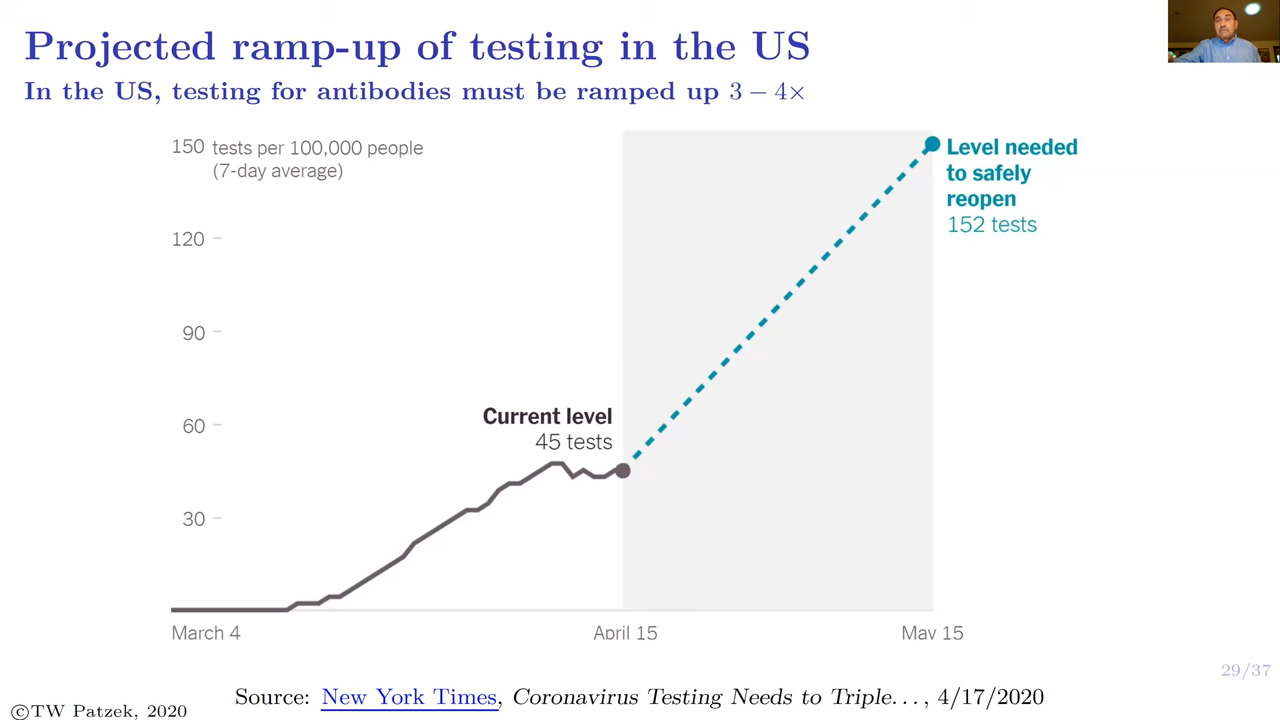 Projected ramp-up of testing in the US
In the US, testing for antibodies must be ramped up 3 − 4×
150 tests per 100,000 people
(7-day average)
120
90
60
30
Current level
45 tests
Level needed
to safely
reopen
152 tests
March 4
April 15
May 15
29/37
Source: New York Times, Coronavirus Testing Needs to Triple. . . , 4/17/2020
©TW Patzek, 2020